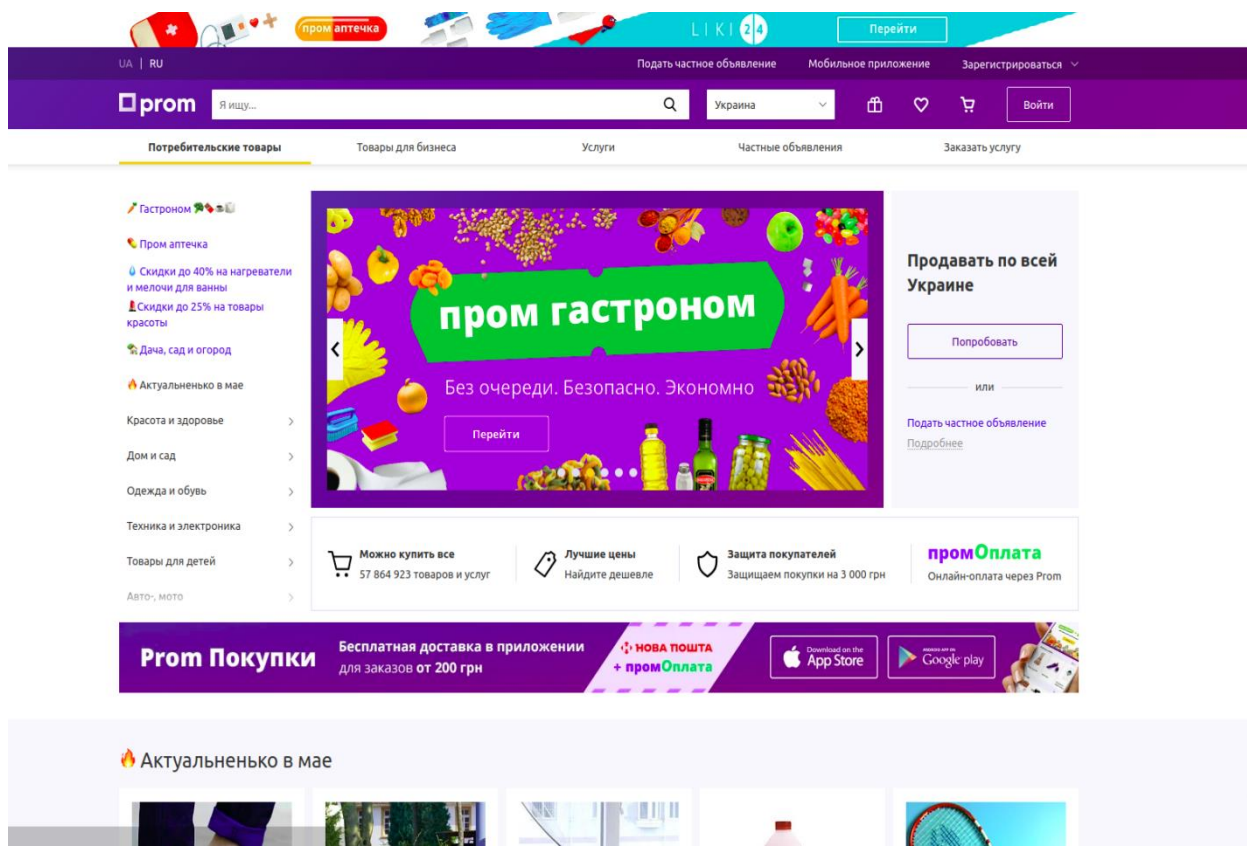 пром аптечка
LIKI 24
Перейти
UA | RU
Подать частное объявление
Мобильное приложение
Зарегистрироваться
prom
Я ищу...
Украина
Войти
Потребительские товары
Товары для бизнеса
Услуги
Частные объявления
Заказать услугу
Гастроном
Пром аптечка
Скидки до 40% на нагреватели
и мелочи для ванны
Скидки до 25% на товары
красоты
Дача, сад и огород
Актуальненько в мае
Красота и здоровье
Дом и сад
Одежда и обувь
Техника и электроника
Товары для детей
Авто-, мото
пром гастроном
Без очереди. Безопасно. Экономно
Перейти
Продавать по всей
Украине
Попробовать
или
Подать частное объявление
Подробнее
Можно купить все
57 864 923 товаров и услуг
Лучшие цены
Найдите дешевле
Защита покупателей
Защищаем покупки на 3 000 грн
промОплата
Онлайн-оплата через Prom
Prom Покупки
Бесплатная доставка в приложении
для заказов от 200 грн
НОВА ПОШТА
+ промОплата
Download on the
App Store
ANDROID APP ON
Google play
Актуальненько в мае